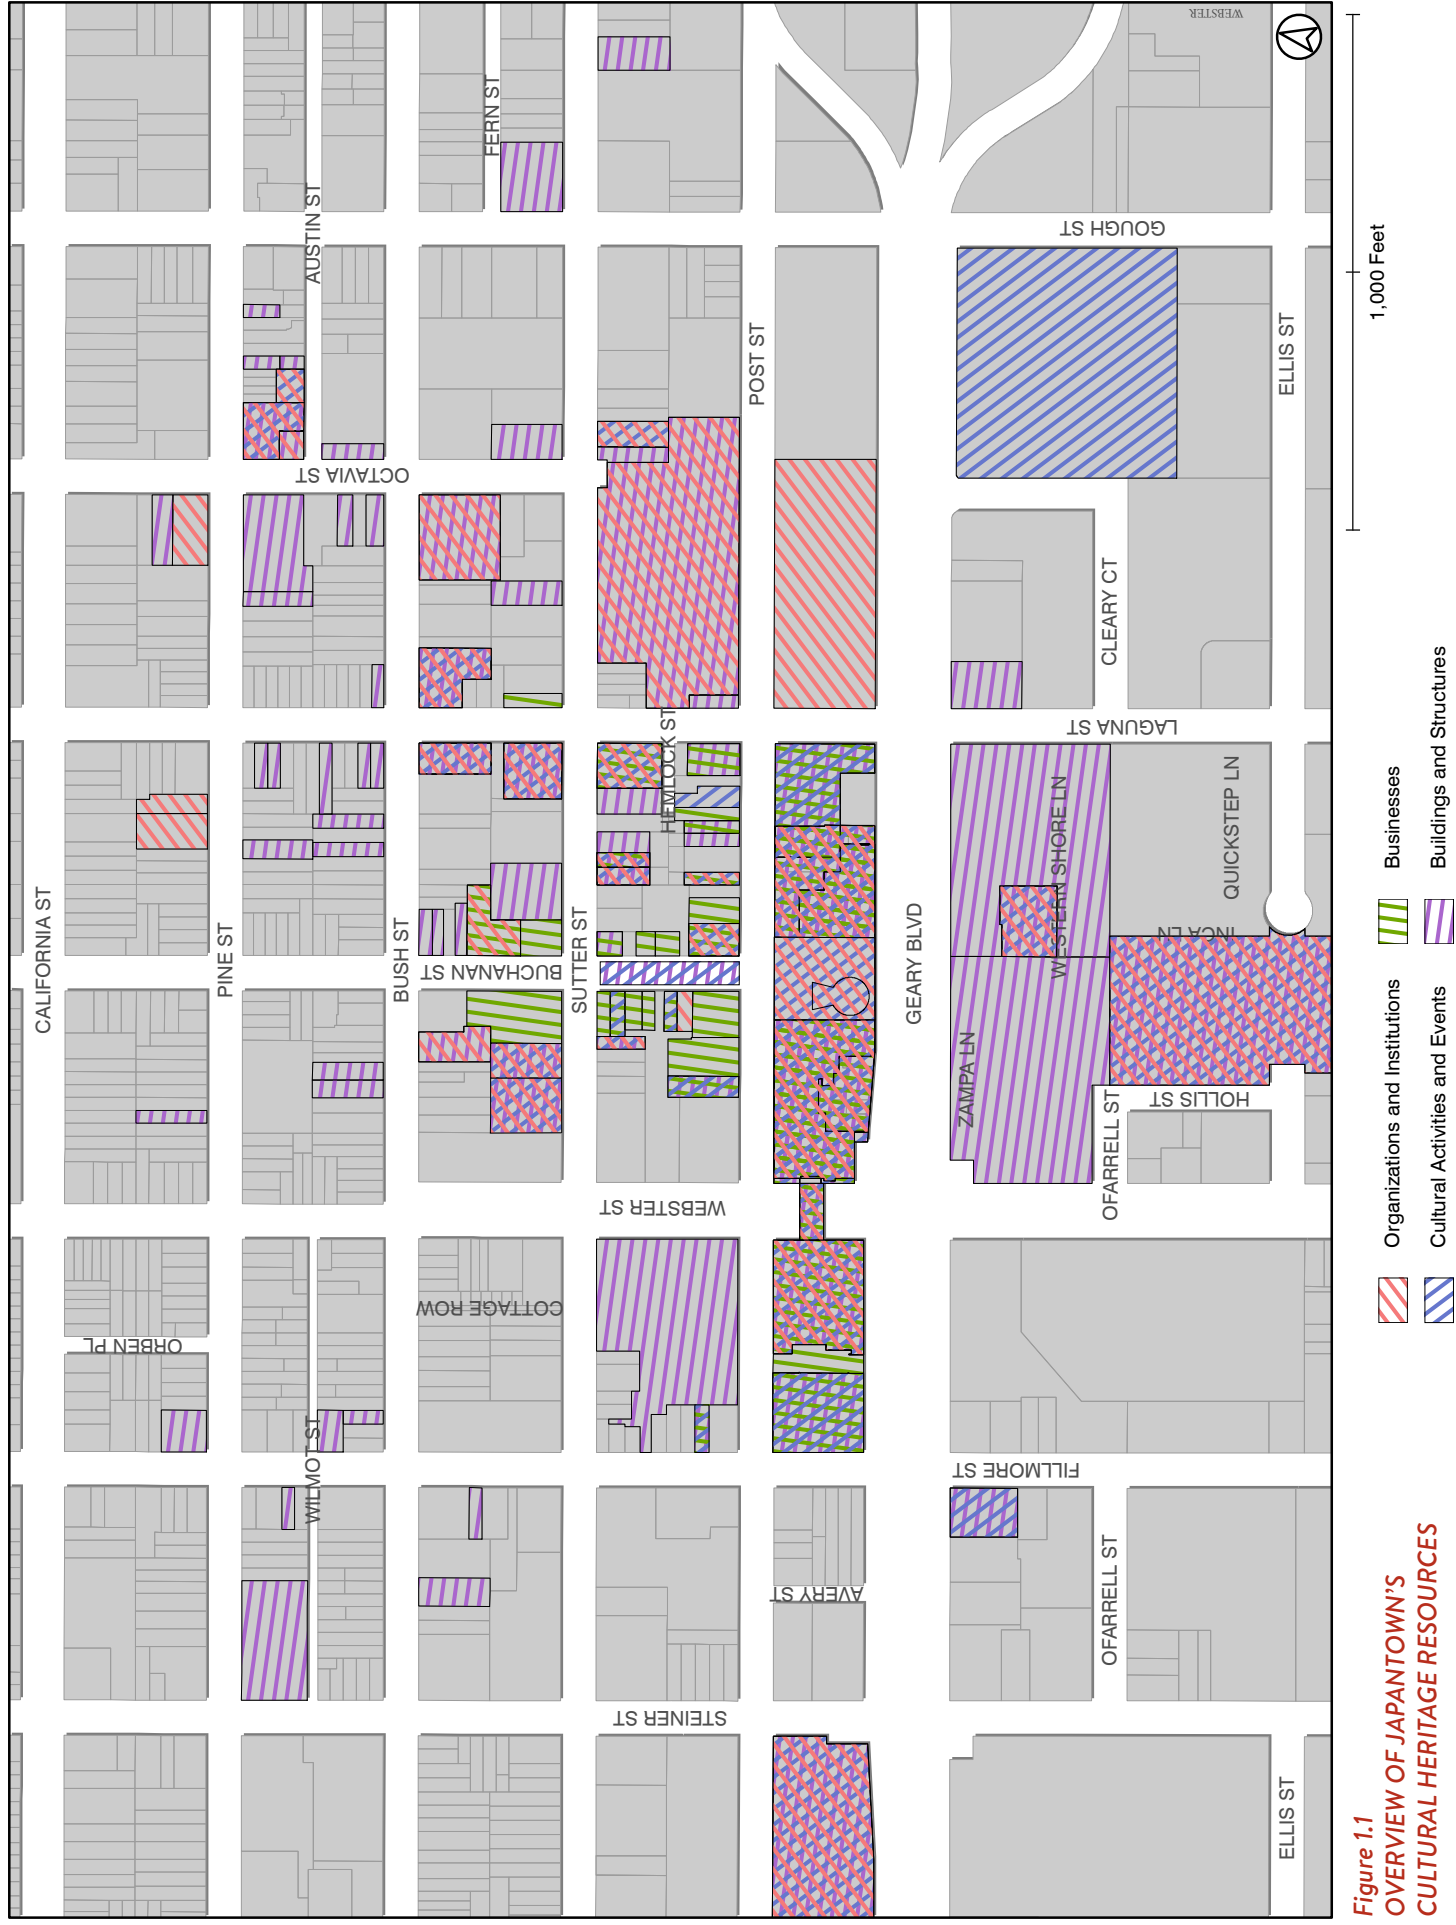 CALIFORNIA ST
PINE ST
BUSH ST
SUTTER ST
POST ST
GEARY BLVD
ELLIS ST
ELLIS ST
OFARRELL ST
OFARRELL ST
CLEARY CT
AUSTIN ST
FERN ST
HEMLOCK ST
WILMOT ST
ZAMPA LN
WESTERN SHORE LN
QUICKSTEP LN
INCA LN
HOLLIS ST
GOUGH ST
OCTAVIA ST
LAGUNA ST
BUCHANAN ST
WEBSTER ST
COTTAGE ROW
ORBEN PL
FILLMORE ST
AVERY ST
STEINER ST
WEBSTER
1,000 Feet
Figure 1.1
OVERVIEW OF JAPANTOWN'S
CULTURAL HERITAGE RESOURCES
Organizations and Institutions
Cultural Activities and Events
Businesses
Buildings and Structures